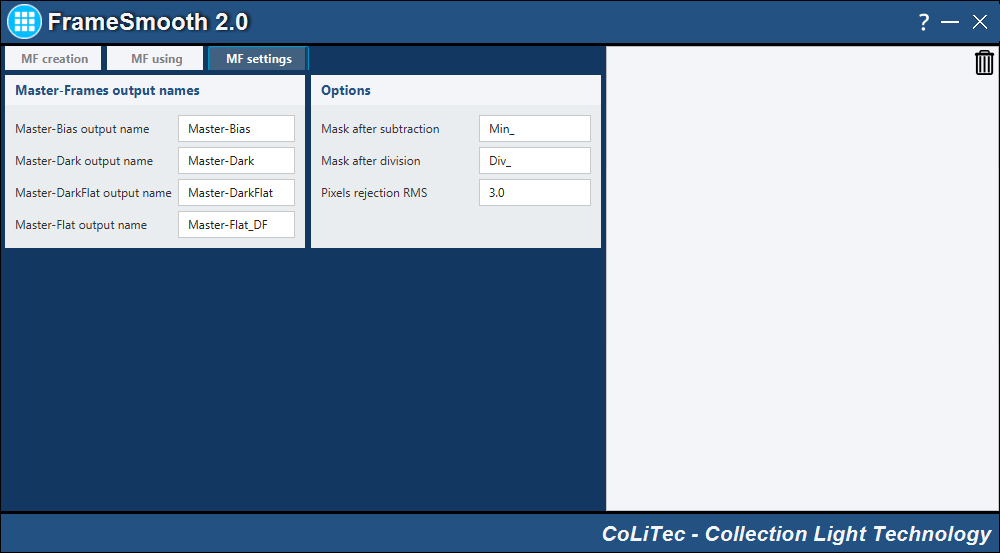 FrameSmooth 2.0
?
MF creation MF using MF settings
Master-Frames output names
Master-Bias output name Master-Bias
Master-Dark output name Master-Dark
Master-DarkFlat output name Master-DarkFlat
Master-Flat output name Master-Flat_DF
Options
Mask after subtraction Min_
Mask after division Div_
Pixels rejection RMS 3.0
CoLiTec - Collection Light Technology